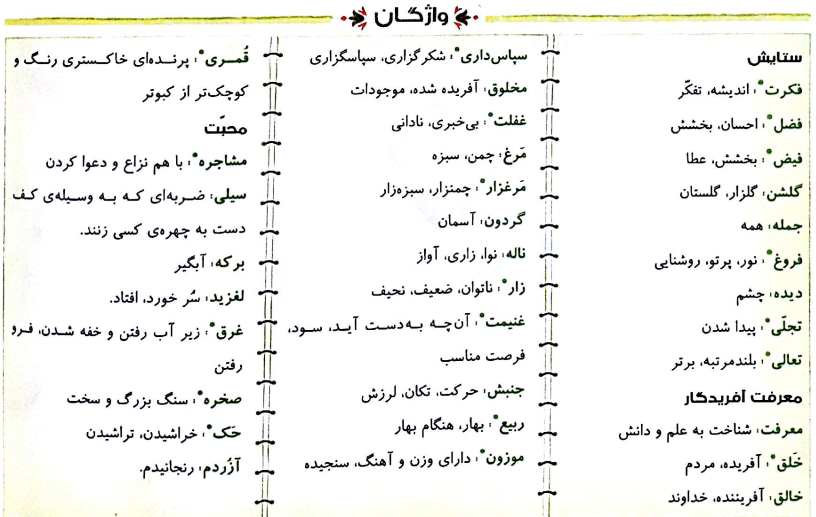 واژگان
ستایش
فکرت*: اندیشه، تفکّر
فضل*: احسان، بخشش
فیض*: بخشش، عطا
گلشن: گلزار، گلستان
جمله: همه
فروغ*: نور، پرتو، روشنایی
دیده: چشم
تجلّی*: پیدا شدن
تعالی*: بلندمرتبه، برتر
معرفت آفریدگار
معرفت: شناخت به علم و دانش
خَلق*: آفریده، مردم
خالق: آفریننده، خداوند
سپاس‌داری*: شکرگزاری، سپاسگزاری
مخلوق: آفریده شده، موجودات
غفلت*: بی‌خبری، نادانی
مَرغ: چمن، سبزه
مَرغزار*: چمنزار، سبزه‌زار
گردون: آسمان
ناله: نوا، زاری، آواز
زار*: ناتوان، ضعیف، نحیف
غنیمت*: آن‌چه به‌دست آید، سود،
فرصت مناسب
جنبش: حرکت، تکان، لرزش
ربیع*: بهار، هنگام بهار
موزون*: دارای وزن و آهنگ، سنجیده
قُمری*: پرنده‌ای خاکستری رنگ و
کوچک‌تر از کبوتر
محبّت
مشاجره*: با هم نزاع و دعوا کردن
سیلی: ضربه‌ای که به وسیله‌ی کف
دست به چهره‌ی کسی زنند.
برکه: آبگیر
لغزید: سُر خورد، افتاد.
غرق*: زیر آب رفتن و خفه شدن، فرو
رفتن
صخره*: سنگ بزرگ و سخت
حَک*: خراشیدن، تراشیدن
آزُردم: رنجانیدم.